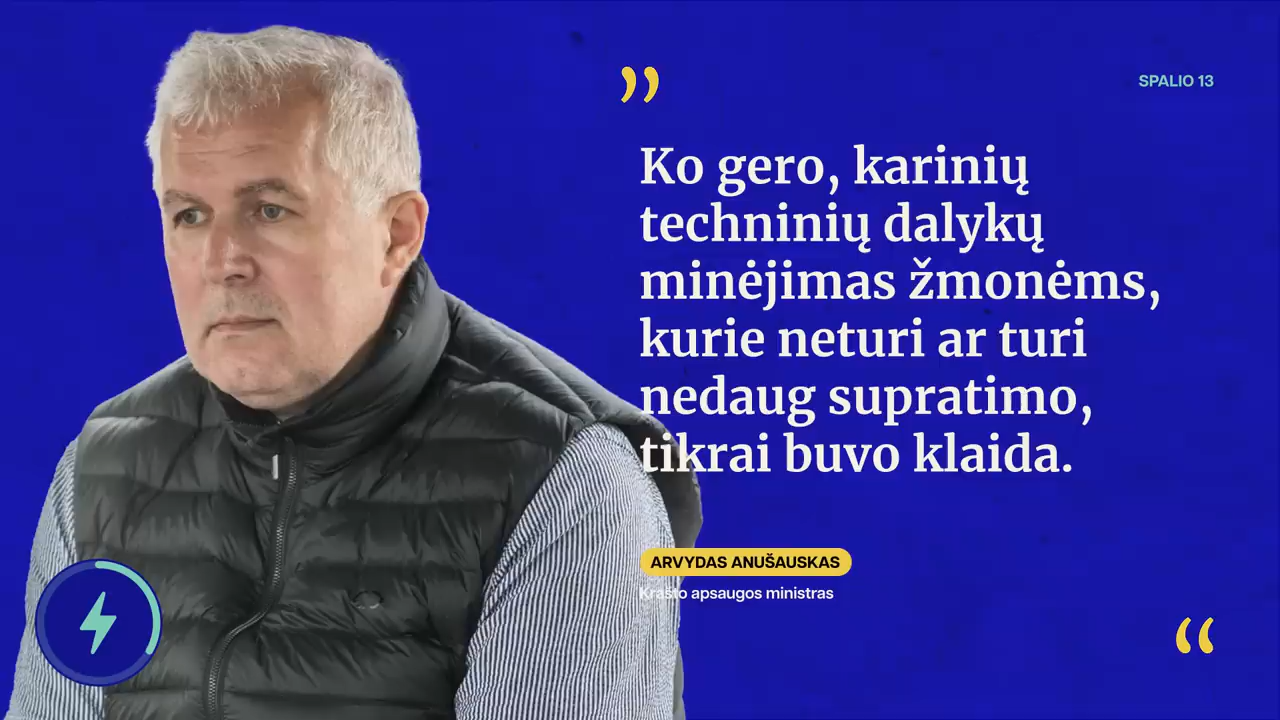 SPALIO 13
”
Ko gero, karinių
techninių dalykų
minėjimas žmonėms,
kurie neturi ar turi
nedaug supratimo,
tikrai buvo klaida.
ARVYDAS ANUŠAUSKAS
Krašto apsaugos ministras
“